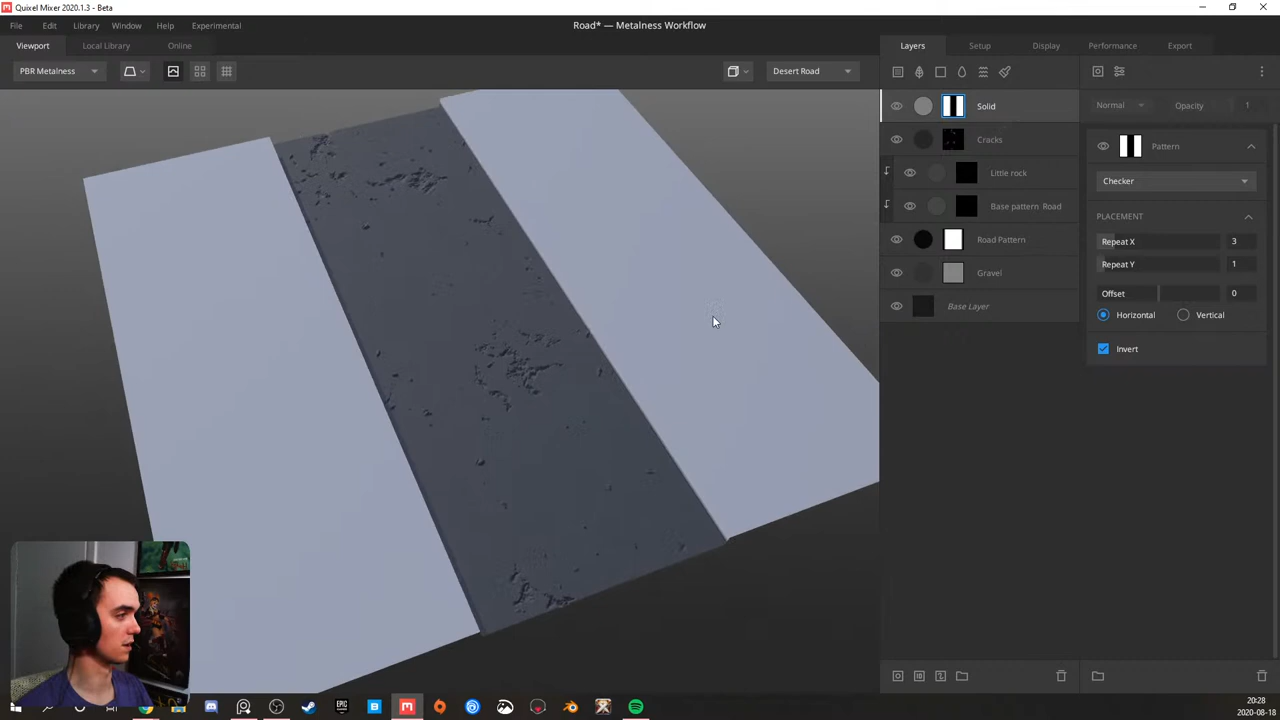 Quixel Mixer 2020.1.3 - Beta
File Edit Library Window Help Experimental
Road* — Metalness Workflow
Viewport Local Library Online
Layers Setup Display Performance Export
PBR Metalness
Desert Road
Solid
Normal Opacity 1
Cracks
Pattern
Little rock
Checker
Base pattern Road
PLACEMENT
Road Pattern
Repeat X 3
Repeat Y 1
Gravel
Offset 0
Base Layer
Horizontal Vertical
Invert
EPIC
B
20:28
2020-08-18